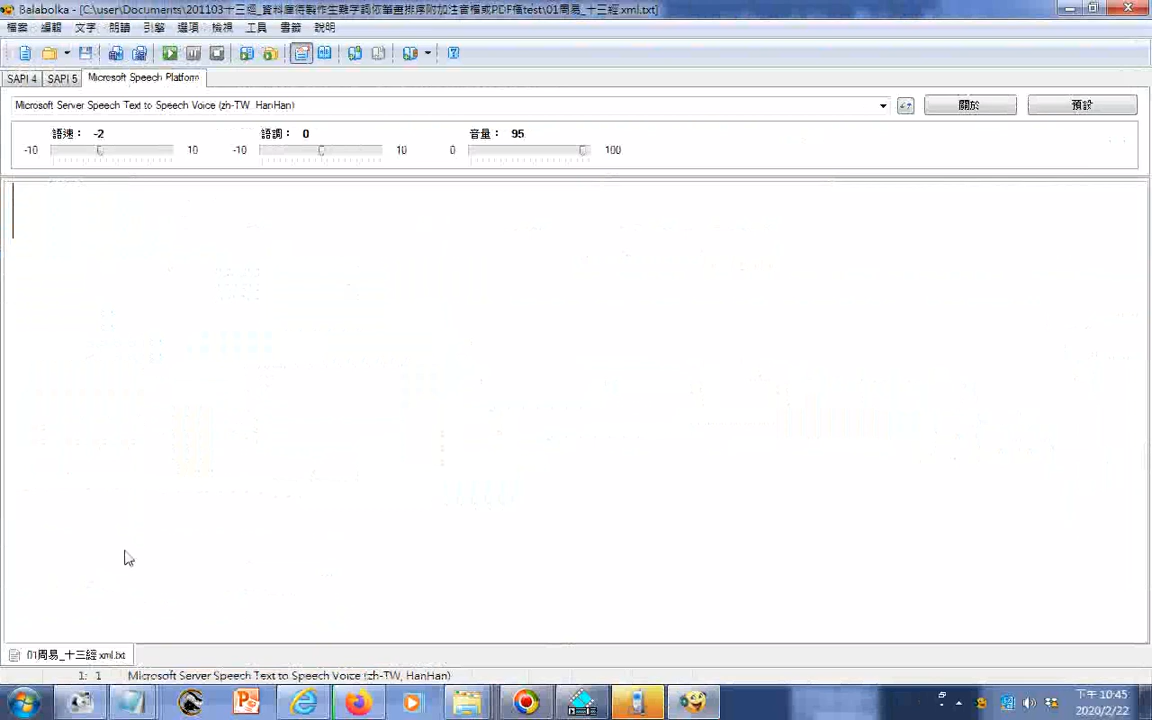 Balabolka - [C:\user\Documents\201103十三經_資料庫待製作生難字詞依筆畫排序附加注音檔或PDF檔test\01周易_十三經 xml.txt]
檔案 編輯 文字 朗讀 引擎 選項 檢視 工具 書籤 說明
SAPI 4 SAPI 5 Microsoft Speech Platform
Microsoft Server Speech Text to Speech Voice (zh-TW, HanHan) 關於 預設
語速： -2 語調： 0 音量： 95
-10 10 -10 10 0 100
01周易_十三經 xml.txt
1: 1 Microsoft Server Speech Text to Speech Voice (zh-TW, HanHan)
下午 10:45
2020/2/22